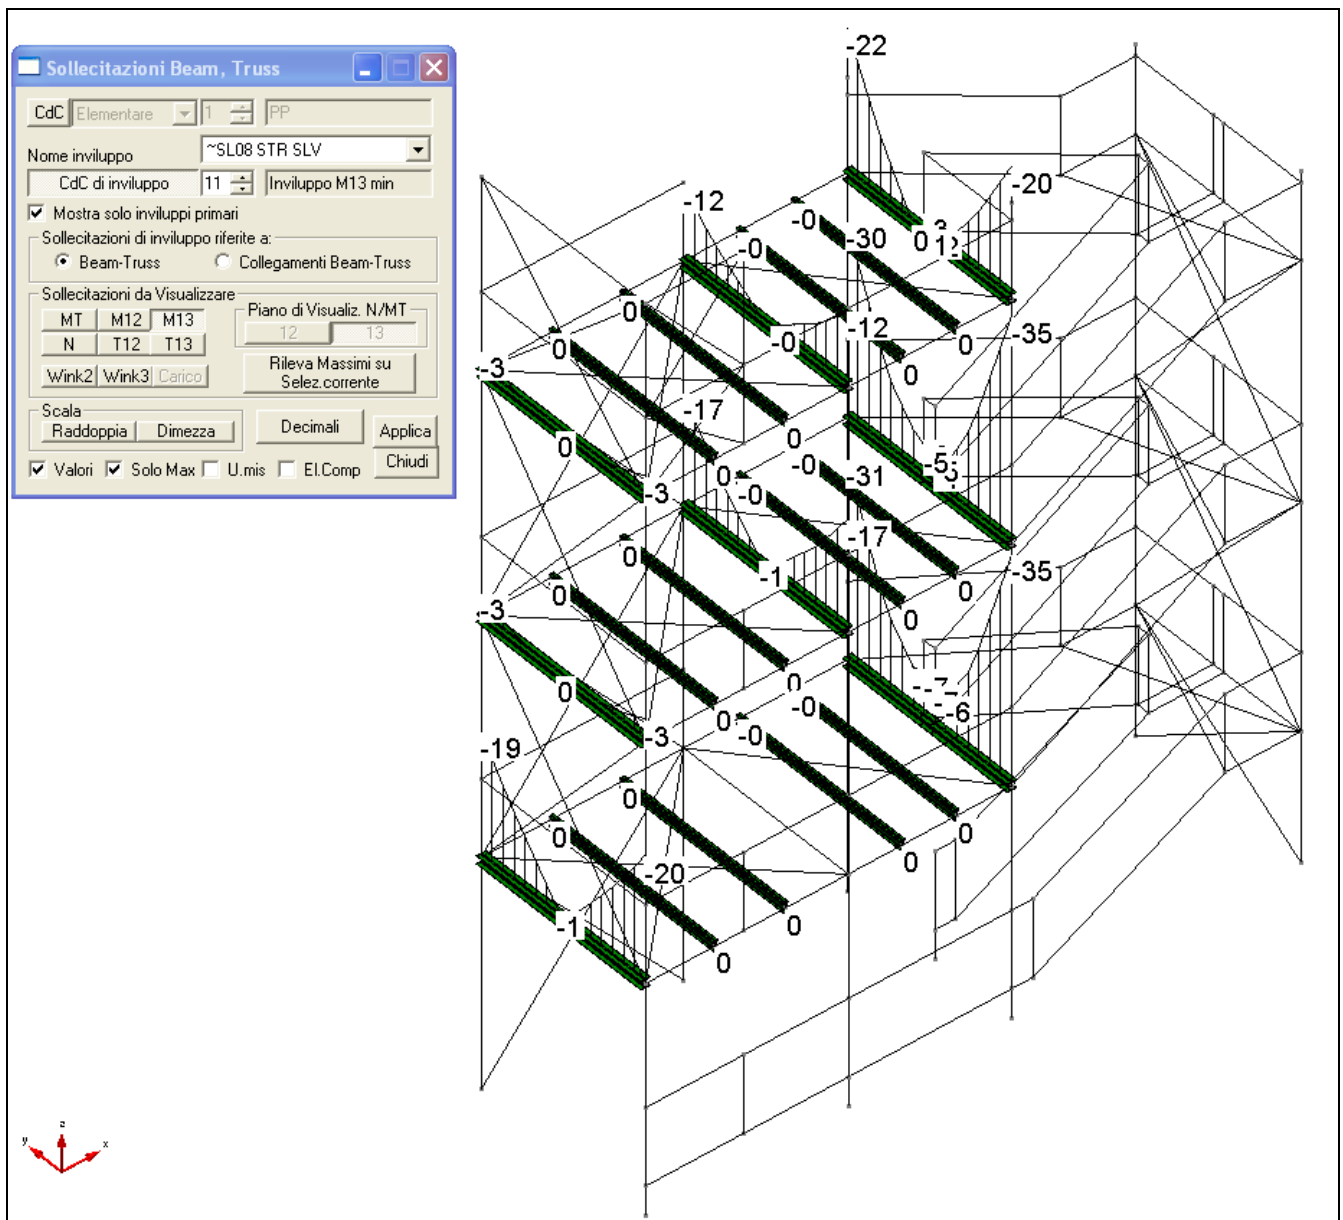 Sollecitazioni Beam, Truss
CdC Elementare 1 PP
Nome inviluppo ~SL08 STR SLV
CdC di inviluppo 11 Inviluppo M13 min
Mostra solo inviluppi primari
Sollecitazioni di inviluppo riferite a:
Beam-Truss Collegamenti Beam-Truss
Sollecitazioni da Visualizzare
Piano di Visualiz. N/MT
MT M12 M13
12 13
N T12 T13
Rileva Massimi su
Selez.corrente
Wink2 Wink3 Carico
Scala
Raddoppia Dimezza
Decimali
Applica
Valori Solo Max U.mis El.Comp
Chiudi
-22
-20
-12
-0
-0
-30
0
0
-12
-35
-0
0
0
-3
0
-17
0
0
-5
-3
-0
-0
-31
0
-17
-1
-35
0
0
-3
0
0
-7
-6
0
0
-0
-0
-3
-19
0
0
0
0
-20
-1
0
0
z
y
x